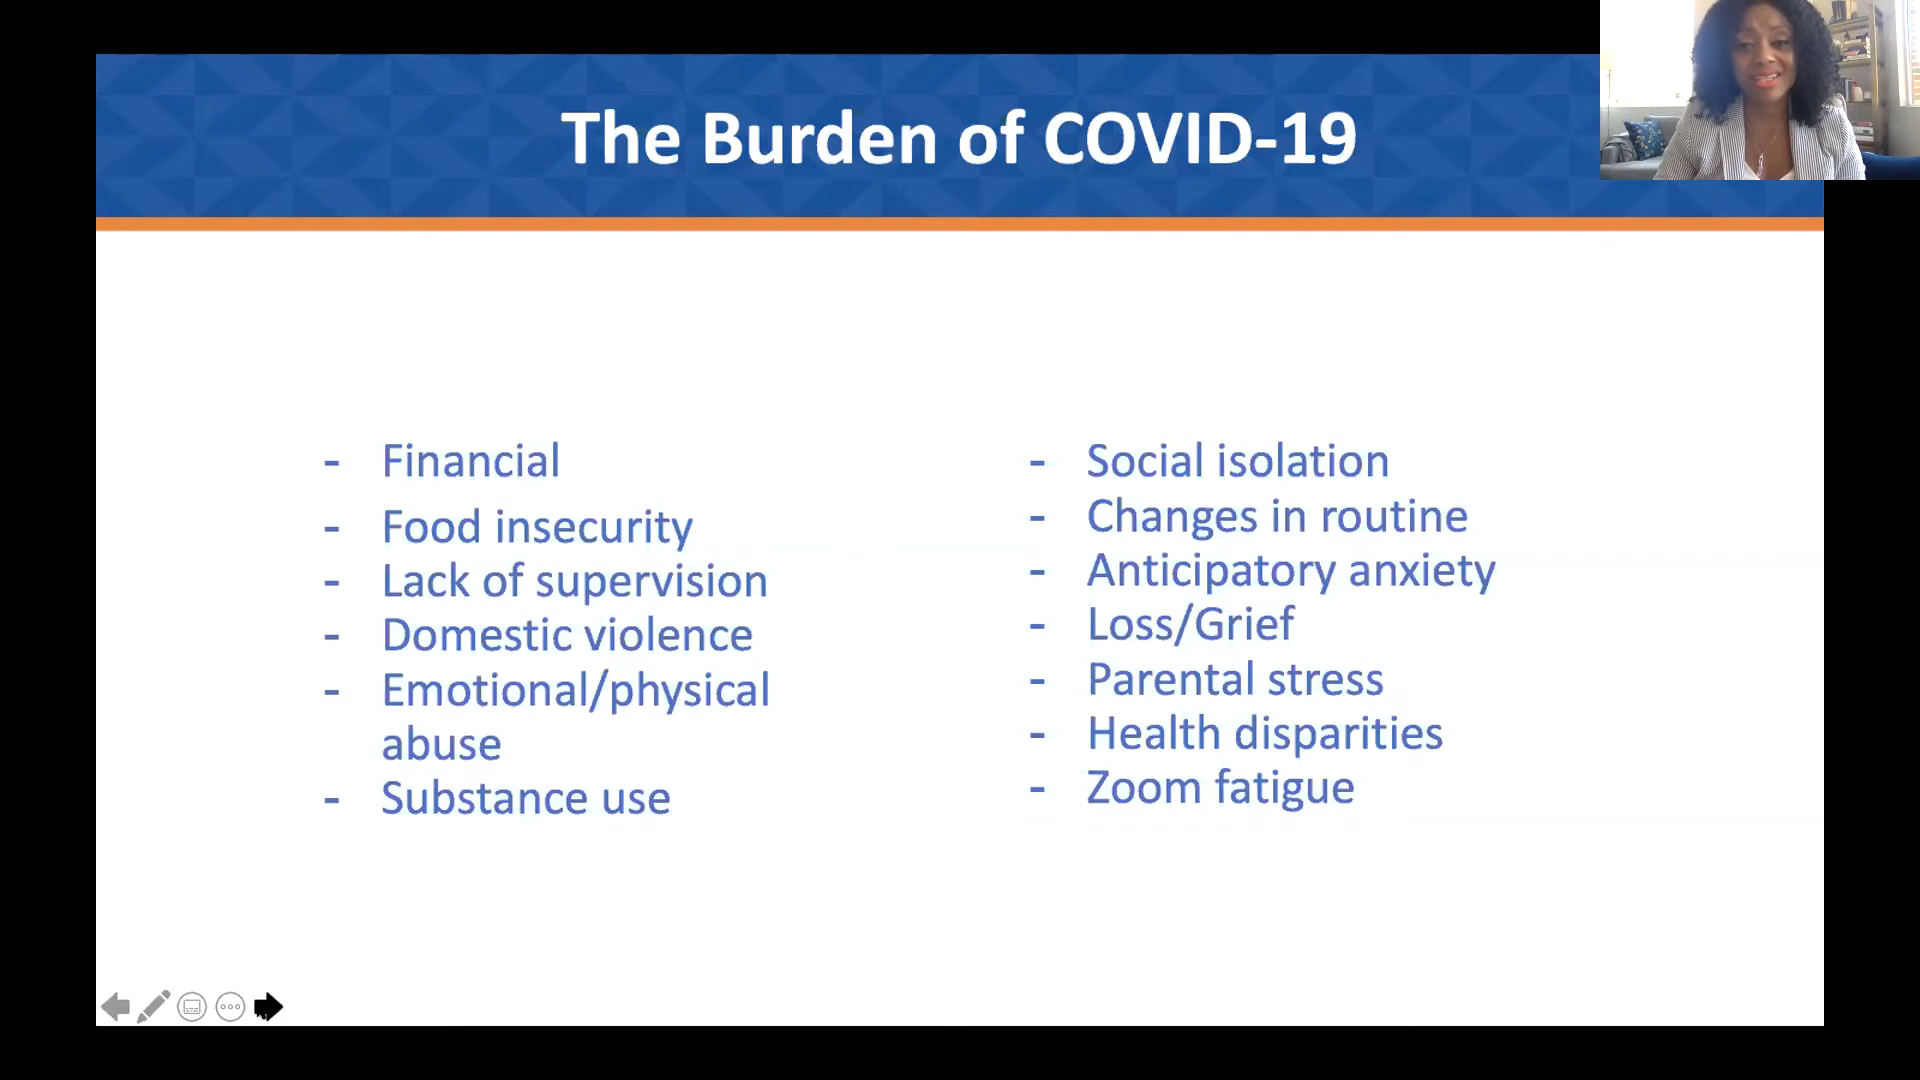 The Burden of COVID-19
- Financial
- Food insecurity
- Lack of supervision
- Domestic violence
- Emotional/physical
abuse
- Substance use
- Social isolation
- Changes in routine
- Anticipatory anxiety
- Loss/Grief
- Parental stress
- Health disparities
- Zoom fatigue